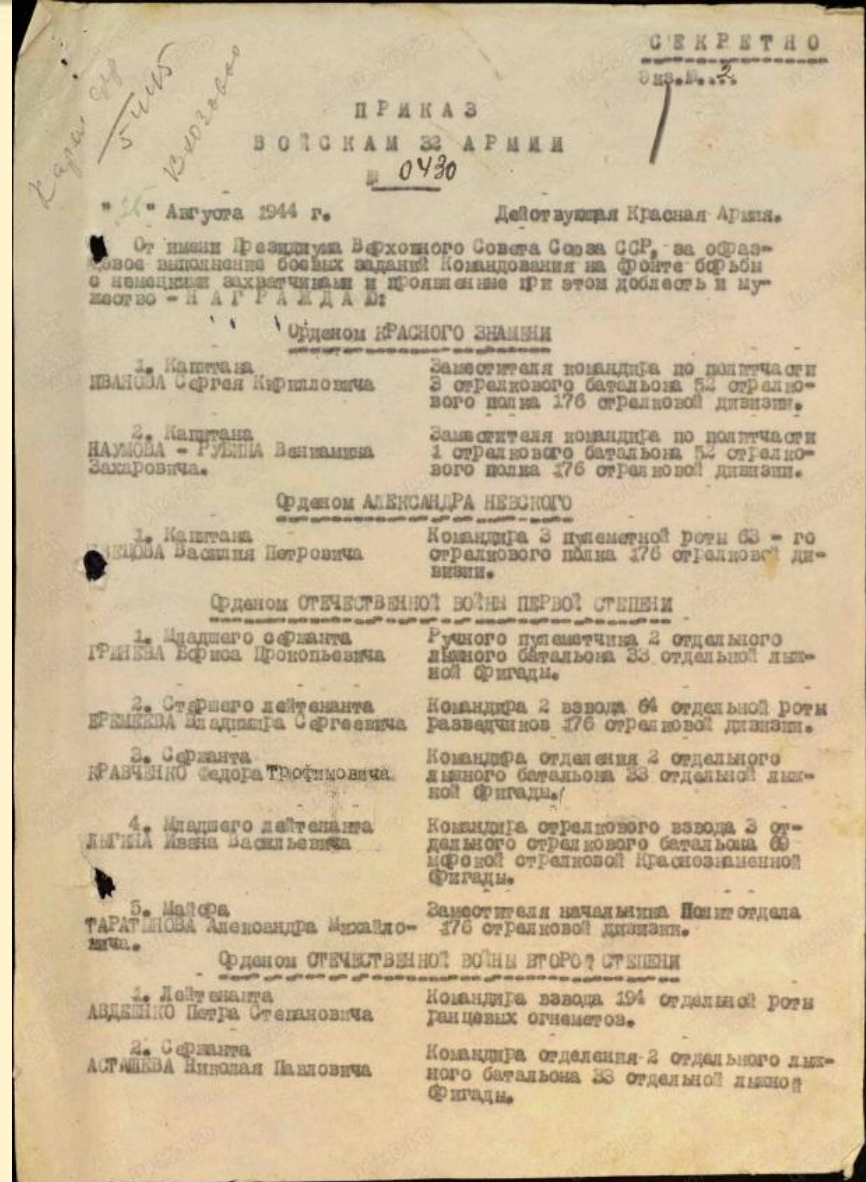 СЕКРЕТНО
Экз.№...2
ПРИКАЗ
ВОЙСКАМ 32 АРМИИ
№ 0430
" " Августа 1944 г. Действующая Красная Армия.
От имени Президиума Верховного Совета Союза ССР, за образ-
цовое выполнение боевых заданий Командования на фронте борьбы
с немецкими захватчиками и проявленные при этом доблесть и му-
жество - НАГРАЖДАЮ:
Орденом КРАСНОГО ЗНАМЕНИ
1. Капитана Заместителя командира по политчасти
ИВАНОВА Сергея Кирилловича 3 стрелкового батальона 52 стрелко-
вого полка 176 стрелковой дивизии.
2. Капитана Заместителя командира по политчасти
НАУМОВА - РУБИНА Вениамина 1 стрелкового батальона 52 стрелко-
Захаровича. вого полка 176 стрелковой дивизии.
Орденом АЛЕКСАНДРА НЕВСКОГО
1. Капитана Командира 3 пулеметной роты 63 - го
Василия Петровича стрелкового полка 176 стрелковой ди-
визии.
Орденом ОТЕЧЕСТВЕННОЙ ВОЙНЫ ПЕРВОЙ СТЕПЕНИ
1. Младшего сержанта Ручного пулеметчика 2 отдельного
ГРИНЕВА Бориса Прокопьевича лыжного батальона 33 отдельной лыж-
ной бригады.
2. Старшего лейтенанта Командира 2 взвода 64 отдельной роты
ЕРЕМЕЕВА Владимира Сергеевича разведчиков 176 стрелковой дивизии.
3. Сержанта Командира отделения 2 отдельного
КРАВЧЕНКО Федора Трофимовича лыжного батальона 33 отдельной лыж-
ной бригады.
4. Младшего лейтенанта Командира стрелкового взвода 3 от-
ЛЫГИНА Ивана Васильевича дельного стрелкового батальона 69
морской стрелковой Краснознаменной
бригады.
5. Майора Заместителя начальника Политотдела
ТАРАТЫНОВА Александра Михайло- 176 стрелковой дивизии.
вича.
Орденом ОТЕЧЕСТВЕННОЙ ВОЙНЫ ВТОРОЙ СТЕПЕНИ
1. Лейтенанта Командира взвода 194 отдельной роты
АВДЕЕНКО Петра Степановича ранцевых огнеметов.
2. Сержанта Командира отделения 2 отдельного лыж-
АСТАШЕВА Николая Павловича ного батальона 33 отдельной лыжной
бригады.